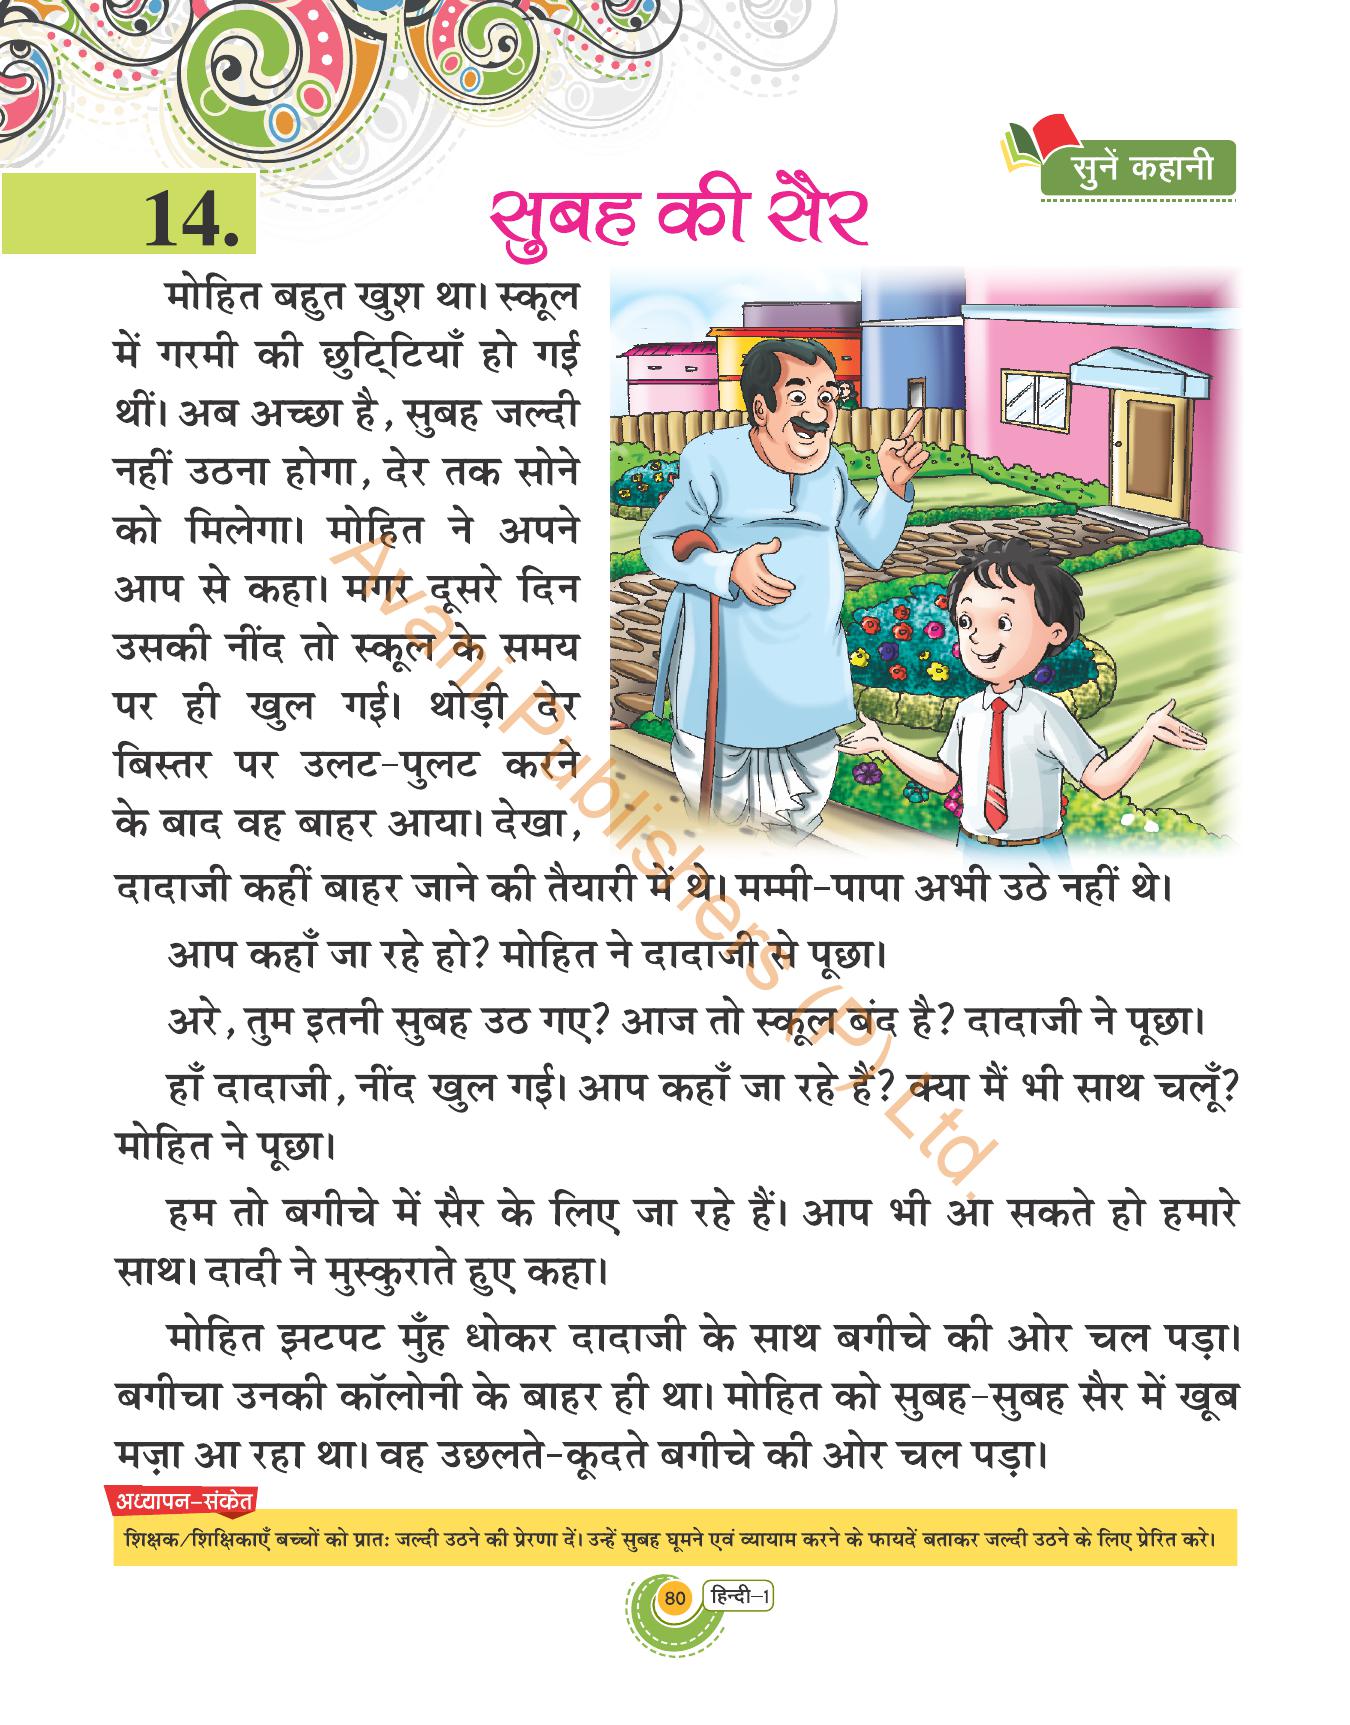 सुनें कहानी
14.
सुबह की सैर
मोहित बहुत खुश था। स्कूल
में गरमी की छुट्टियाँ हो गई
थीं। अब अच्छा है, सुबह जल्दी
नहीं उठना होगा, देर तक सोने
को मिलेगा। मोहित ने अपने
आप से कहा। मगर दूसरे दिन
उसकी नींद तो स्कूल के समय
पर ही खुल गई। थोड़ी देर
बिस्तर पर उलट-पुलट करने
के बाद वह बाहर आया। देखा,
दादाजी कहीं बाहर जाने की तैयारी में थे। मम्मी-पापा अभी उठे नहीं थे।
आप कहाँ जा रहे हो? मोहित ने दादाजी से पूछा।
अरे, तुम इतनी सुबह उठ गए? आज तो स्कूल बंद है? दादाजी ने पूछा।
हाँ दादाजी, नींद खुल गई। आप कहाँ जा रहे हैं? क्या मैं भी साथ चलूँ?
मोहित ने पूछा।
हम तो बगीचे में सैर के लिए जा रहे हैं। आप भी आ सकते हो हमारे
साथ। दादी ने मुस्कुराते हुए कहा।
मोहित झटपट मुँह धोकर दादाजी के साथ बगीचे की ओर चल पड़ा।
बगीचा उनकी कॉलोनी के बाहर ही था। मोहित को सुबह-सुबह सैर में खूब
मज़ा आ रहा था। वह उछलते-कूदते बगीचे की ओर चल पड़ा।
अध्यापन-संकेत
शिक्षक/शिक्षिकाएँ बच्चों को प्रातः जल्दी उठने की प्रेरणा दें। उन्हें सुबह घूमने एवं व्यायाम करने के फायदें बताकर जल्दी उठने के लिए प्रेरित करे।
80 हिन्दी-1
Avani Publishers (P) Ltd.